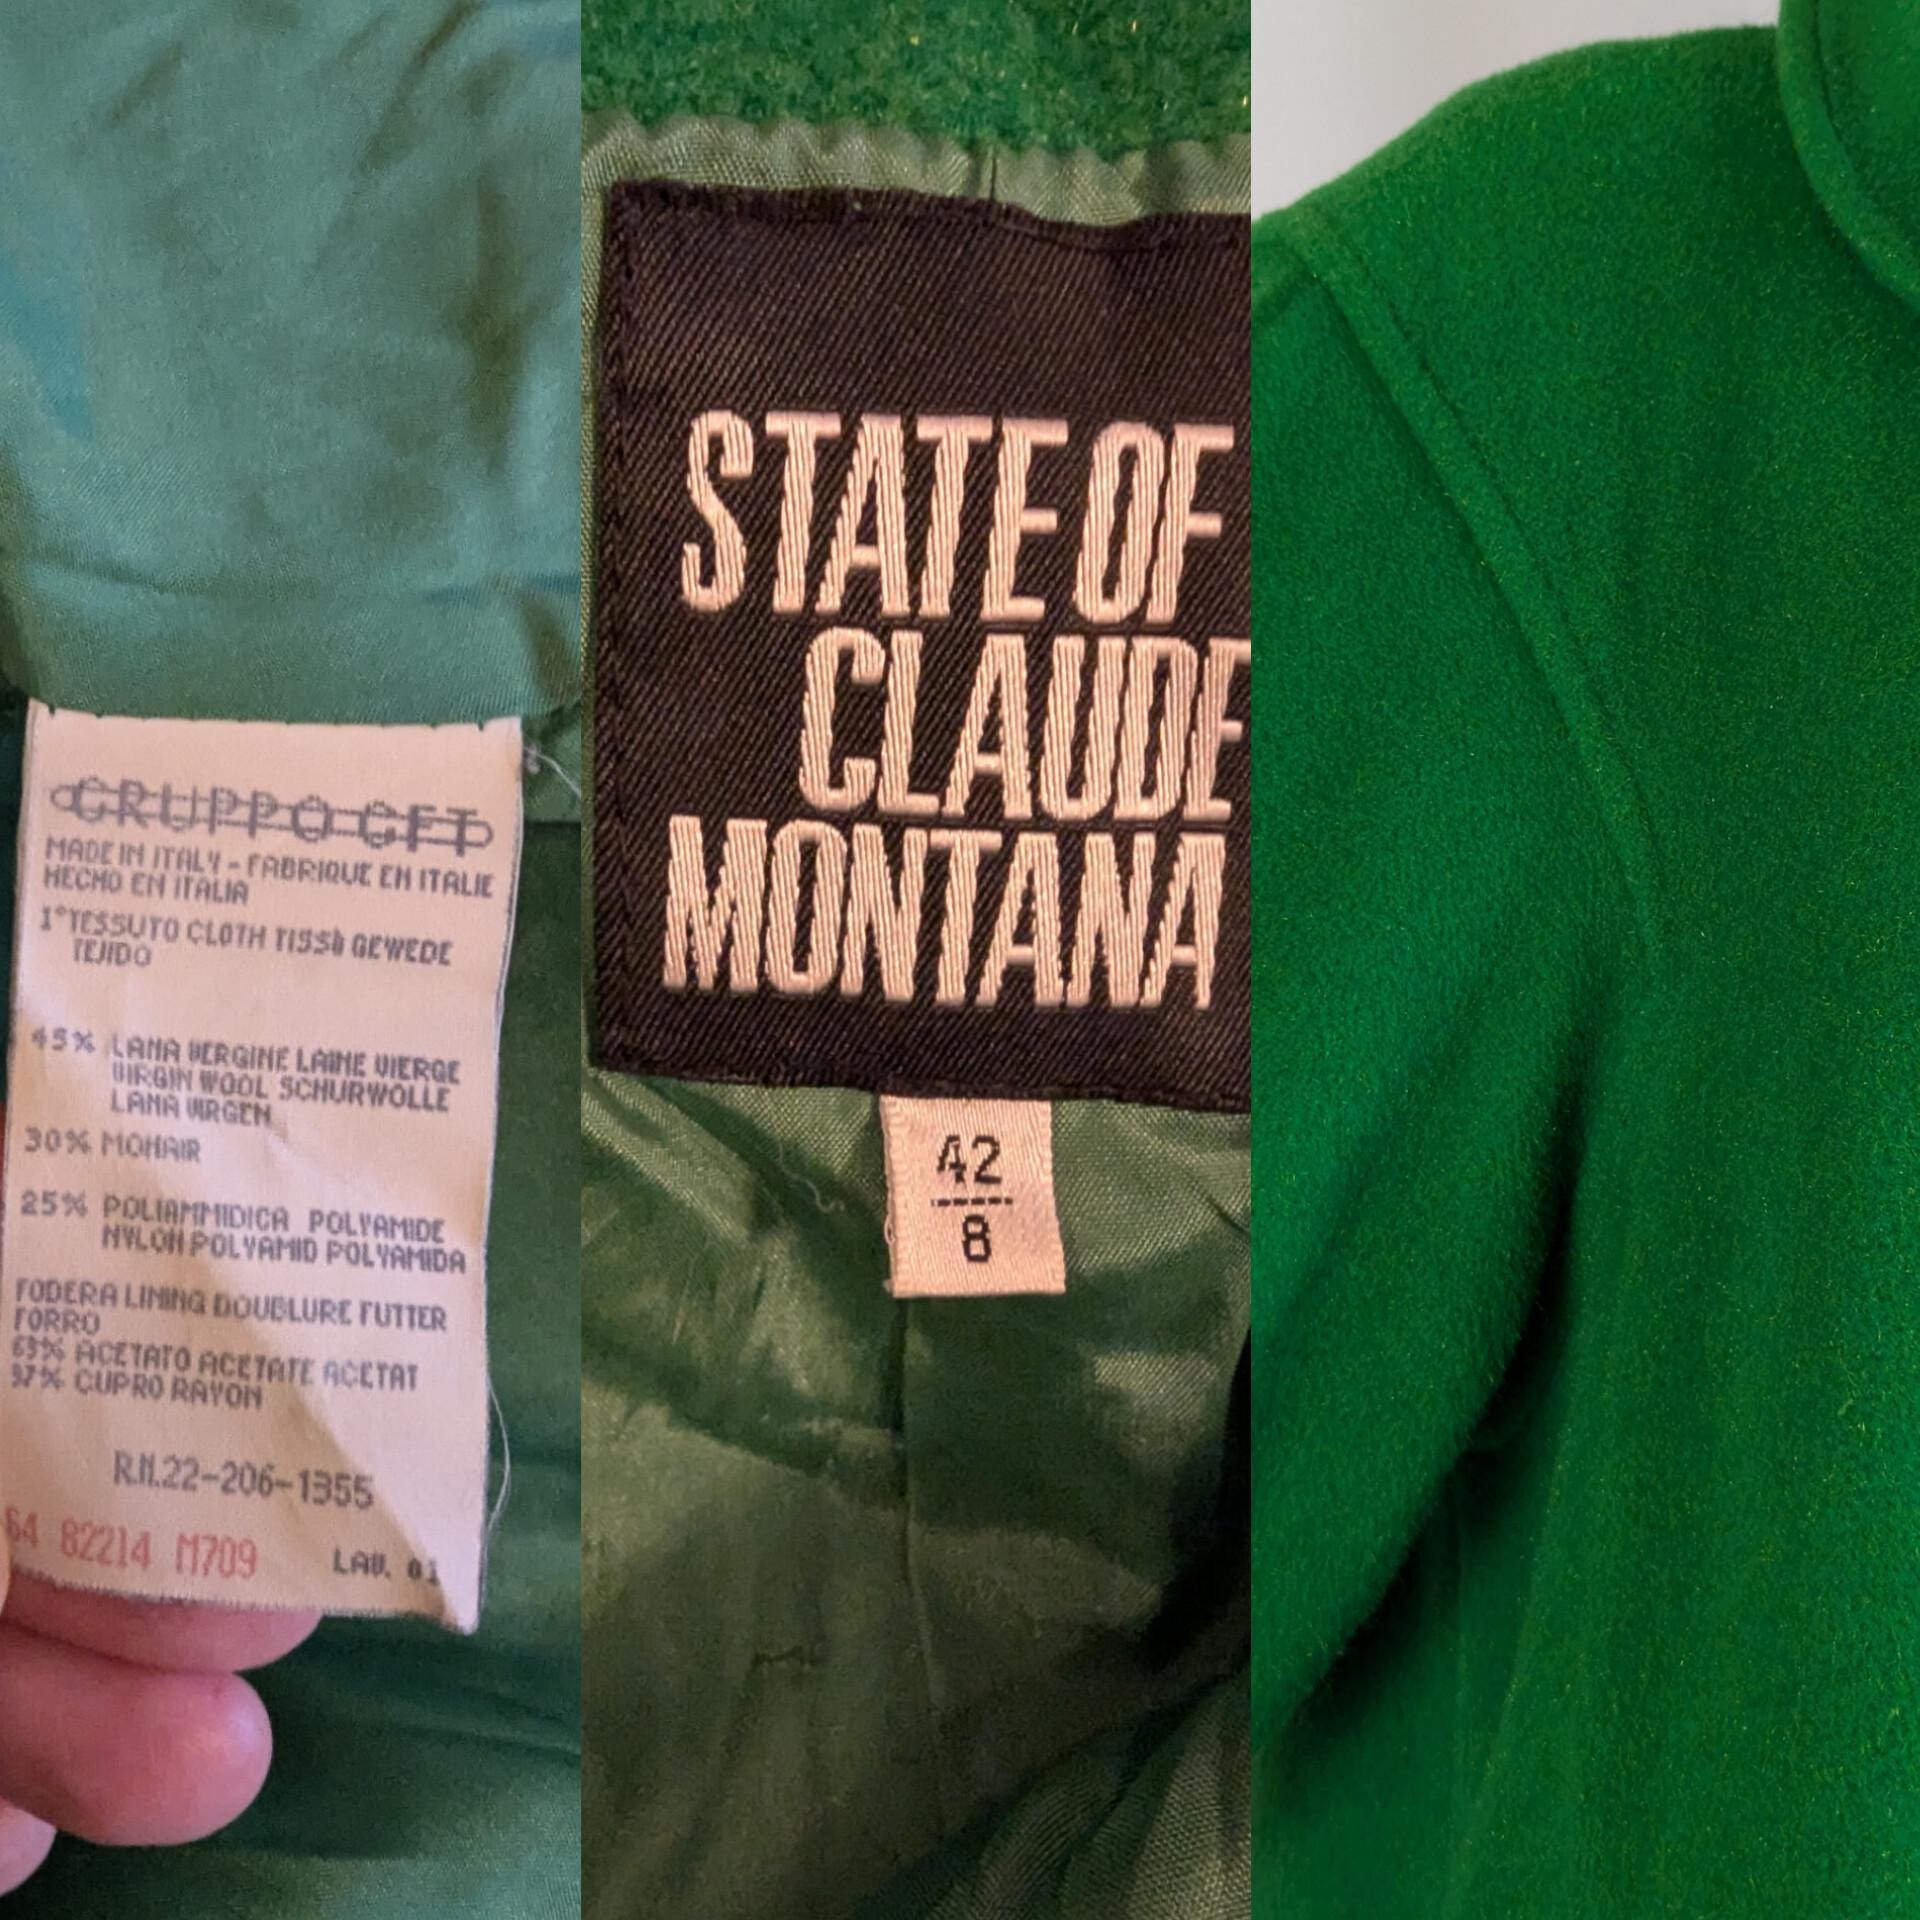 GRUPPO GFT
MADE IN ITALY - FABRIQUE EN ITALIE
HECHO EN ITALIA
1° TESSUTO CLOTH TISSÙ GEWEDE
TEJIDO
45% LANA VERGINE LAINE VIERGE
VIRGIN WOOL SCHURWOLLE
LANA VIRGEN
30% MOHAIR
25% POLIAMMIDICA POLYAMIDE
NYLON POLYAMID POLYAMIDA
FODERA LINING DOUBLURE FUTTER
FORRO
63% ACETATO ACETATE ACETAT
37% CUPRO RAYON
R.N.22-206-1355
64 82214 M709 LAV. 01
STATE OF
CLAUDE
MONTANA
42
8